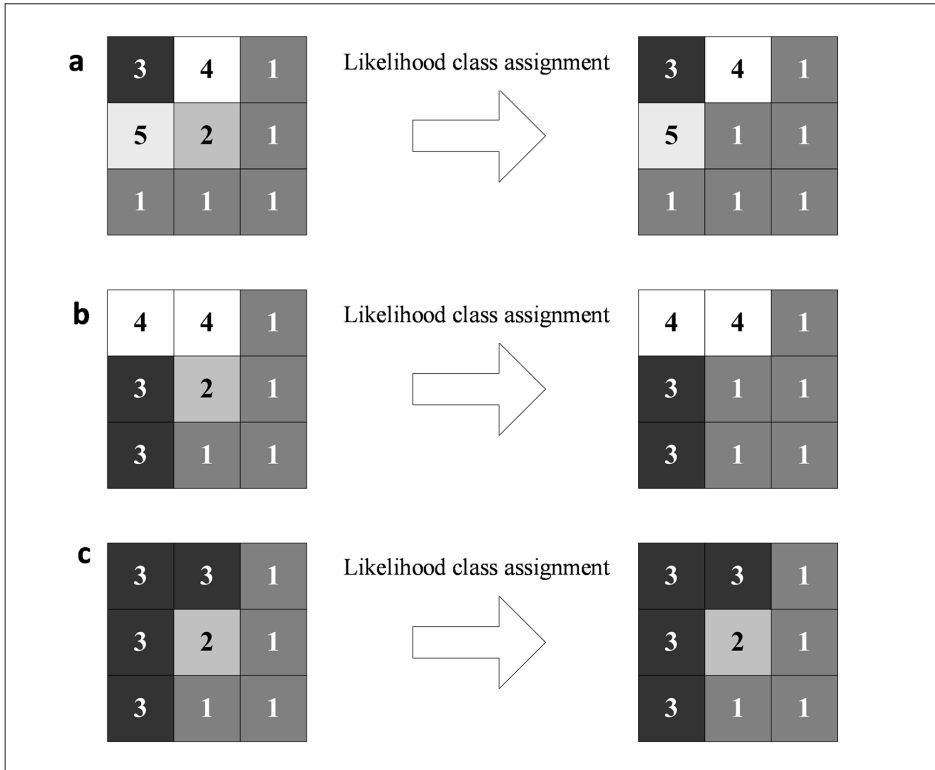 a
Likelihood class assignment
3 4 1 3 4 1
5 2 1 5 1 1
1 1 1 1 1 1
b
Likelihood class assignment
4 4 1 4 4 1
3 2 1 3 1 1
3 1 1 3 1 1
c
Likelihood class assignment
3 3 1 3 3 1
3 2 1 3 2 1
3 1 1 3 1 1